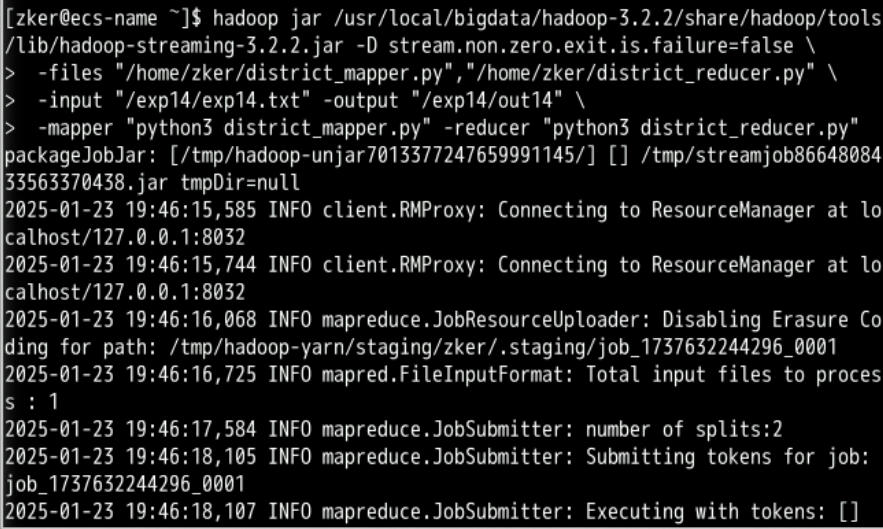 [zker@ecs-name ~]$ hadoop jar /usr/local/bigdata/hadoop-3.2.2/share/hadoop/tools
/lib/hadoop-streaming-3.2.2.jar -D stream.non.zero.exit.is.failure=false \
>  -files "/home/zker/district_mapper.py","/home/zker/district_reducer.py" \
>  -input "/exp14/exp14.txt" -output "/exp14/out14" \
>  -mapper "python3 district_mapper.py" -reducer "python3 district_reducer.py"
packageJobJar: [/tmp/hadoop-unjar7013377247659991145/] [] /tmp/streamjob86648084
33563370438.jar tmpDir=null
2025-01-23 19:46:15,585 INFO client.RMProxy: Connecting to ResourceManager at lo
calhost/127.0.0.1:8032
2025-01-23 19:46:15,744 INFO client.RMProxy: Connecting to ResourceManager at lo
calhost/127.0.0.1:8032
2025-01-23 19:46:16,068 INFO mapreduce.JobResourceUploader: Disabling Erasure Co
ding for path: /tmp/hadoop-yarn/staging/zker/.staging/job_1737632244296_0001
2025-01-23 19:46:16,725 INFO mapred.FileInputFormat: Total input files to proces
s : 1
2025-01-23 19:46:17,584 INFO mapreduce.JobSubmitter: number of splits:2
2025-01-23 19:46:18,105 INFO mapreduce.JobSubmitter: Submitting tokens for job:
job_1737632244296_0001
2025-01-23 19:46:18,107 INFO mapreduce.JobSubmitter: Executing with tokens: []